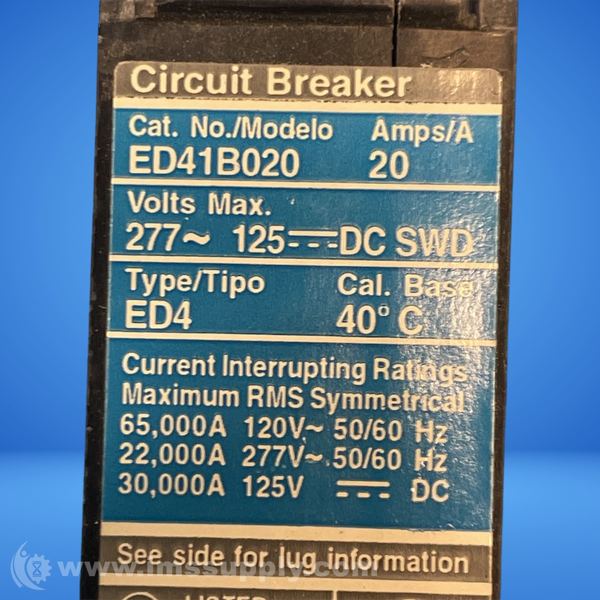 Circuit Breaker
Cat. No./Modelo Amps/A
ED41B020 20
Volts Max.
277~ 125⎓DC SWD
Type/Tipo Cal. Base
ED4 40° C
Current Interrupting Ratings
Maximum RMS Symmetrical
65,000A 120V~ 50/60 Hz
22,000A 277V~ 50/60 Hz
30,000A 125V ⎓ DC
See side for lug information
www.imssupply.com
LISTED